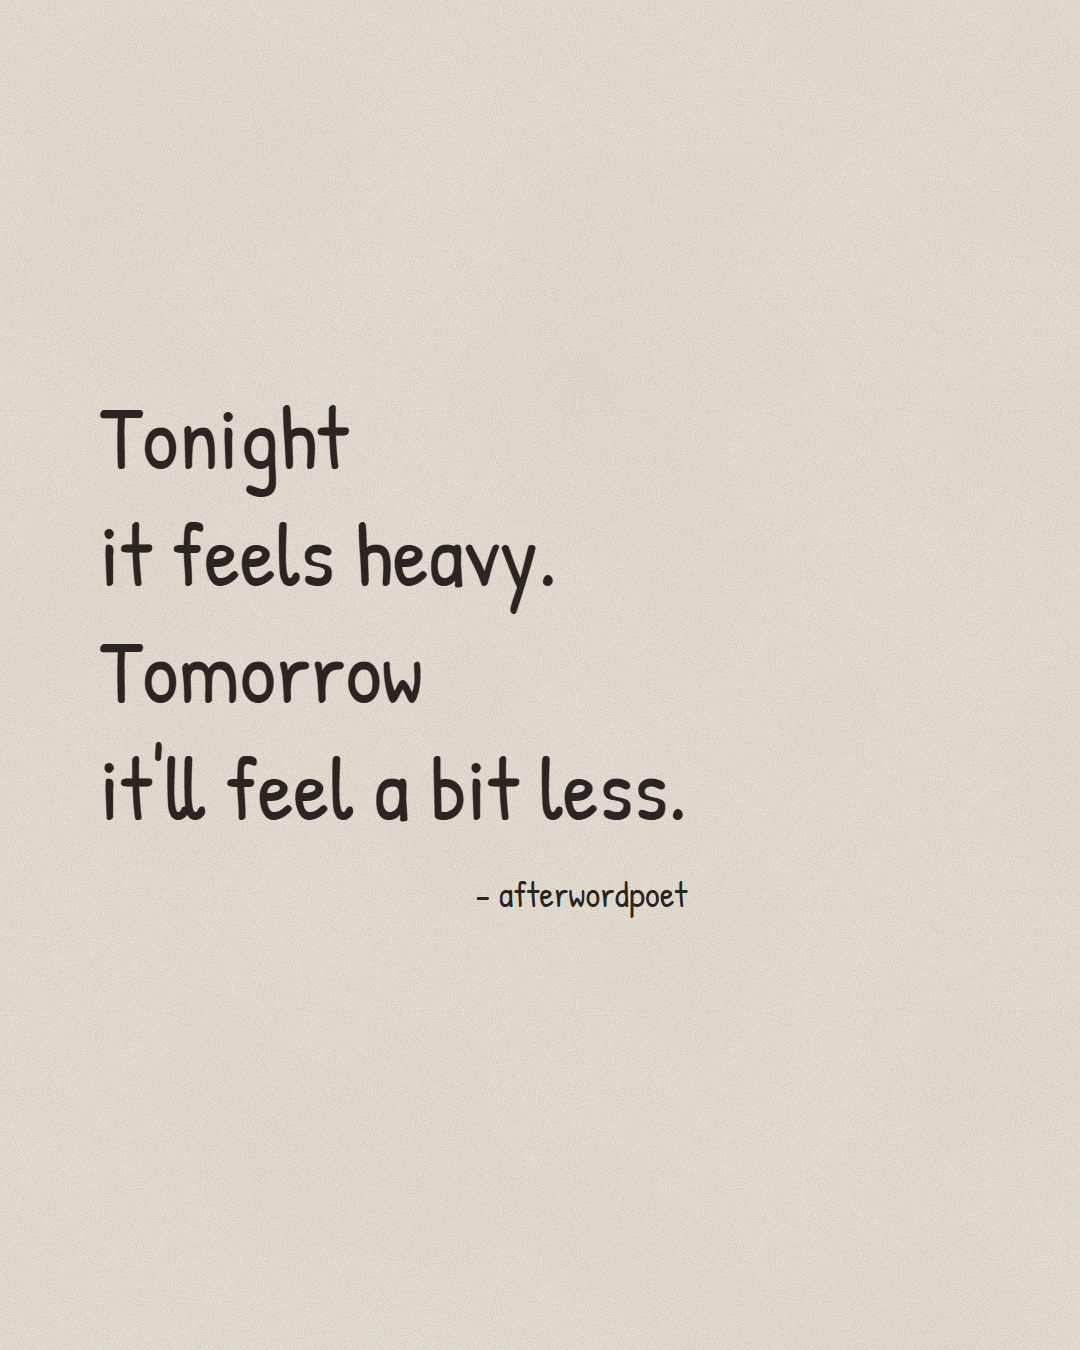 Tonight
it feels heavy.
Tomorrow
it'll feel a bit less.
- afterwordpoet